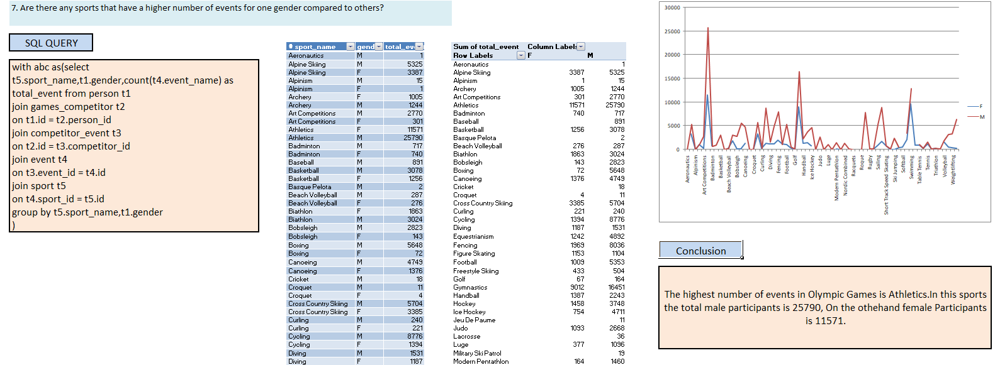 7. Are there any sports that have a higher number of events for one gender compared to others?
SQL QUERY
with abc as(select
t5.sport_name,t1.gender,count(t4.event_name) as
total_event from person t1
join games_competitor t2
on t1.id = t2.person_id
join competitor_event t3
on t2.id = t3.competitor_id
join event t4
on t3.event_id = t4.id
join sport t5
on t4.sport_id = t5.id
group by t5.sport_name,t1.gender
)
sport_name gend total_ev
Aeronautics M 1
Alpine Skiing M 5325
Alpine Skiing F 3387
Alpinism M 15
Alpinism F 1
Archery F 1005
Archery M 1244
Art Competitions M 2770
Art Competitions F 301
Athletics F 11571
Athletics M 25790
Badminton M 717
Badminton F 740
Baseball M 891
Basketball M 3078
Basketball F 1256
Basque Pelota M 2
Beach Volleyball M 287
Beach Volleyball F 276
Biathlon F 1863
Biathlon M 3024
Bobsleigh M 2823
Bobsleigh F 143
Boxing M 5648
Boxing F 72
Canoeing M 4749
Canoeing F 1376
Cricket M 18
Croquet M 11
Croquet F 4
Cross Country Skiing M 5704
Cross Country Skiing F 3385
Curling M 240
Curling F 221
Cycling M 8776
Cycling F 1394
Diving M 1531
Diving F 1187
Sum of total_event Column Labels
Row Labels F M
Aeronautics 1
Alpine Skiing 3387 5325
Alpinism 1 15
Archery 1005 1244
Art Competitions 301 2770
Athletics 11571 25790
Badminton 740 717
Baseball 891
Basketball 1256 3078
Basque Pelota 2
Beach Volleyball 276 287
Biathlon 1863 3024
Bobsleigh 143 2823
Boxing 72 5648
Canoeing 1376 4749
Cricket 18
Croquet 4 11
Cross Country Skiing 3385 5704
Curling 221 240
Cycling 1394 8776
Diving 1187 1531
Equestrianism 1242 4892
Fencing 1969 8036
Figure Skating 1153 1104
Football 1009 5353
Freestyle Skiing 433 504
Golf 67 164
Gymnastics 9012 16451
Handball 1387 2243
Hockey 1458 3748
Ice Hockey 754 4711
Jeu De Paume 11
Judo 1093 2668
Lacrosse 36
Luge 377 1096
Military Ski Patrol 19
Modern Pentathlon 164 1460
30000
25000
20000
15000
10000
5000
0
Aeronautics
Alpinism
Art Competitions
Badminton
Basketball
Beach Volleyball
Bobsleigh
Canoeing
Croquet
Curling
Diving
Fencing
Football
Golf
Handball
Ice Hockey
Judo
Luge
Modern Pentathlon
Nordic Combined
Racquets
Roque
Rugby
Sailing
Short Track Speed Skating
Ski Jumping
Softball
Swimming
Table Tennis
Tennis
Triathlon
Volleyball
Weightlifting
F
M
Conclusion
The highest number of events in Olympic Games is Athletics.In this sports
the total male participants is 25790, On the othehand female Participants
is 11571.